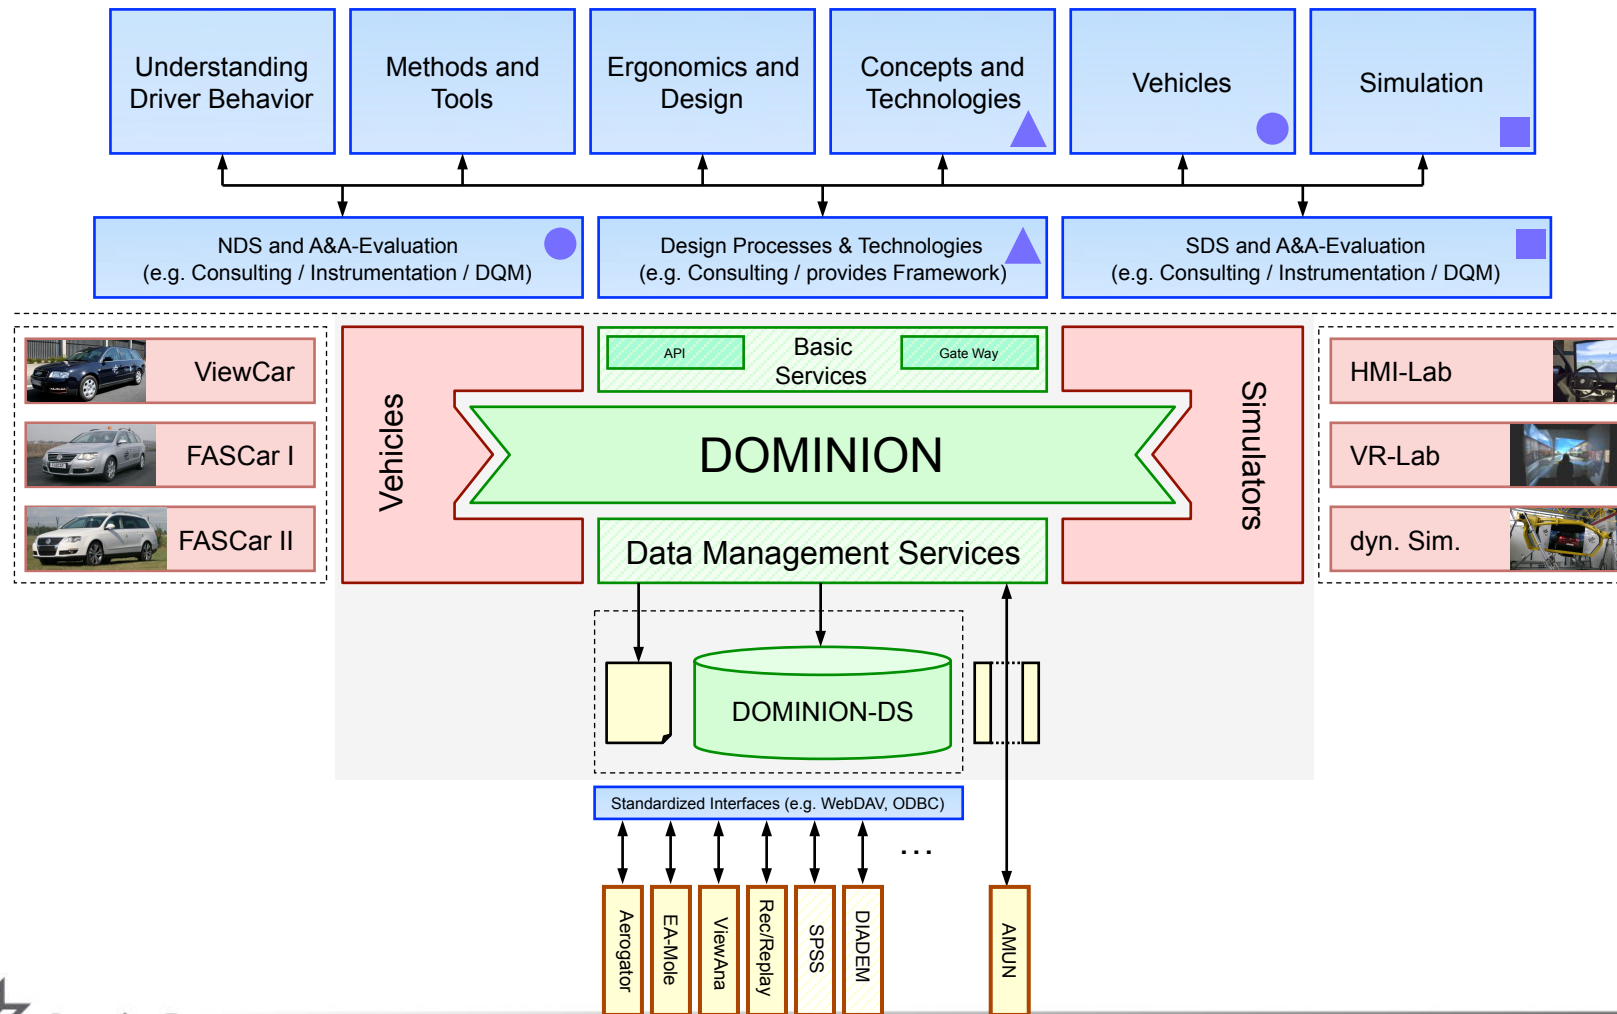 Understanding
Driver Behavior
Methods and
Tools
Ergonomics and
Design
Concepts and
Technologies
Vehicles
Simulation
NDS and A&A-Evaluation
(e.g. Consulting / Instrumentation / DQM)
Design Processes & Technologies
(e.g. Consulting / provides Framework)
SDS and A&A-Evaluation
(e.g. Consulting / Instrumentation / DQM)
ViewCar
FASCar I
FASCar II
Vehicles
API
Basic
Services
Gate Way
DOMINION
Data Management Services
Simulators
HMI-Lab
VR-Lab
dyn. Sim.
DOMINION-DS
Standardized Interfaces (e.g. WebDAV, ODBC)
...
Aerogator
EA-Mole
ViewAna
Rec/Replay
SPSS
DIADEM
AMUN